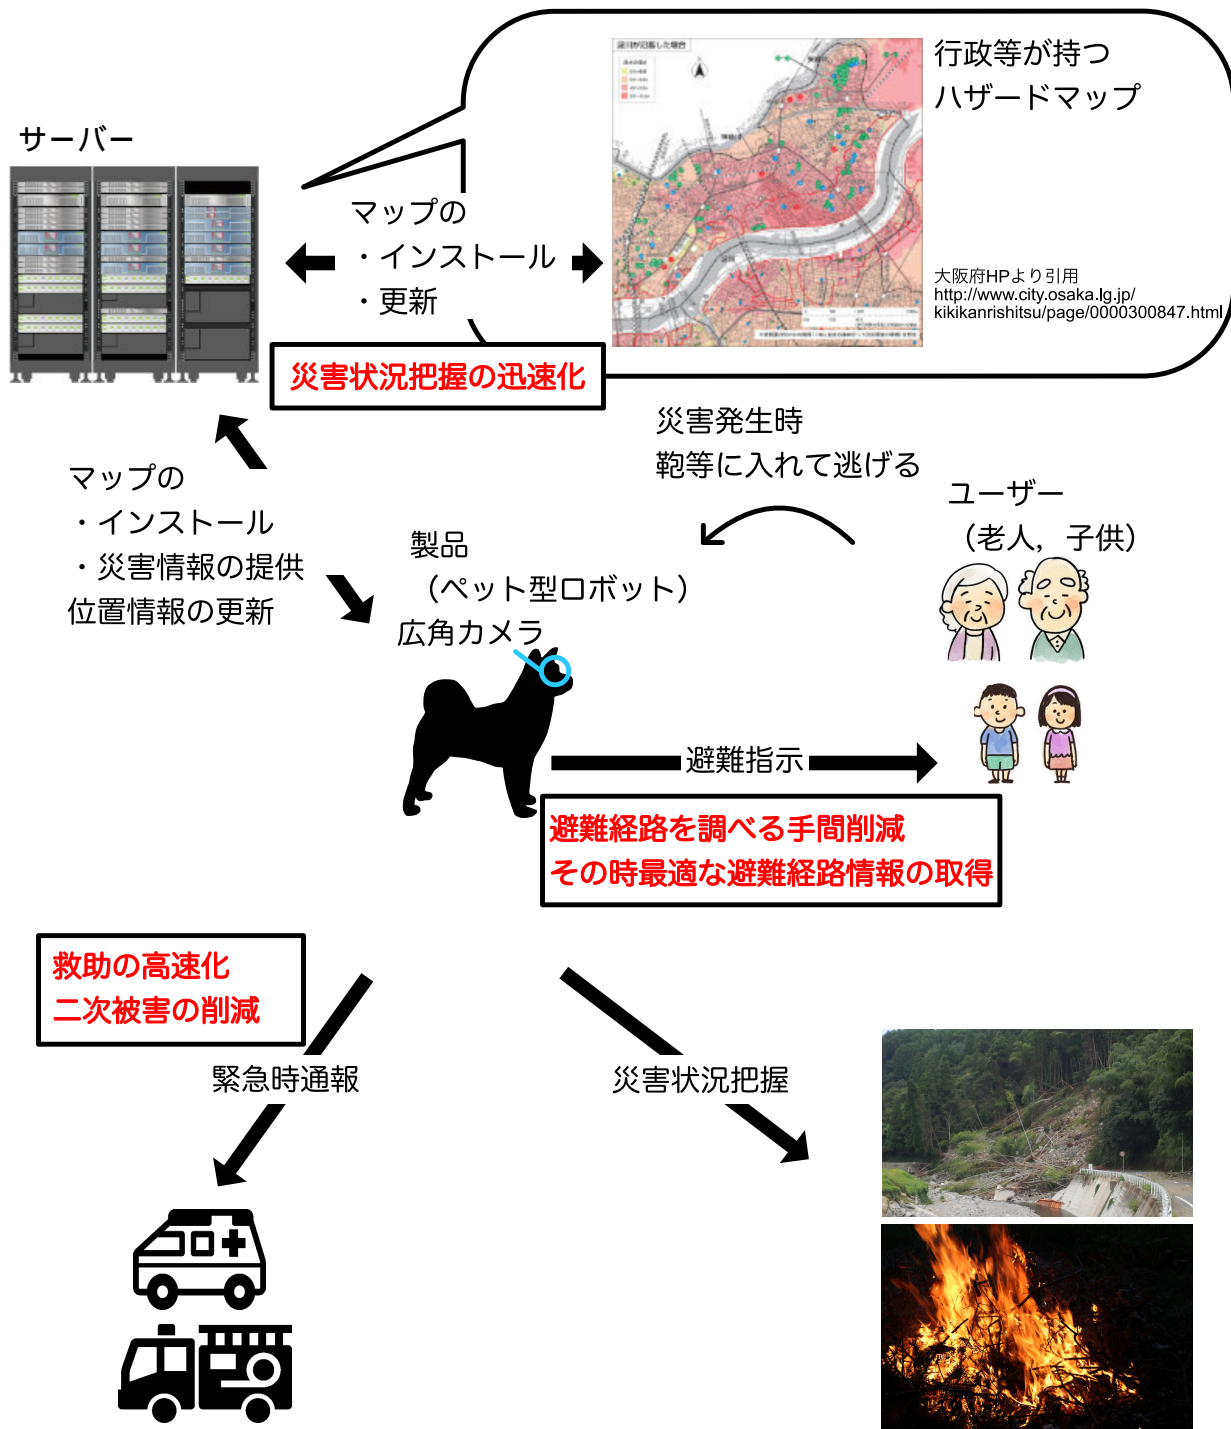 行政等が持つ
ハザードマップ
淀川が氾濫した場合
サーバー
マップの
・インストール
・更新
大阪府HPより引用
http://www.city.osaka.lg.jp/
kikikanrishitsu/page/0000300847.html
災害状況把握の迅速化
災害発生時
鞄等に入れて逃げる
マップの
・インストール
・災害情報の提供
位置情報の更新
ユーザー
（老人，子供）
製品
（ペット型ロボット）
広角カメラ
避難指示
避難経路を調べる手間削減
その時最適な避難経路情報の取得
救助の高速化
二次被害の削減
緊急時通報
災害状況把握